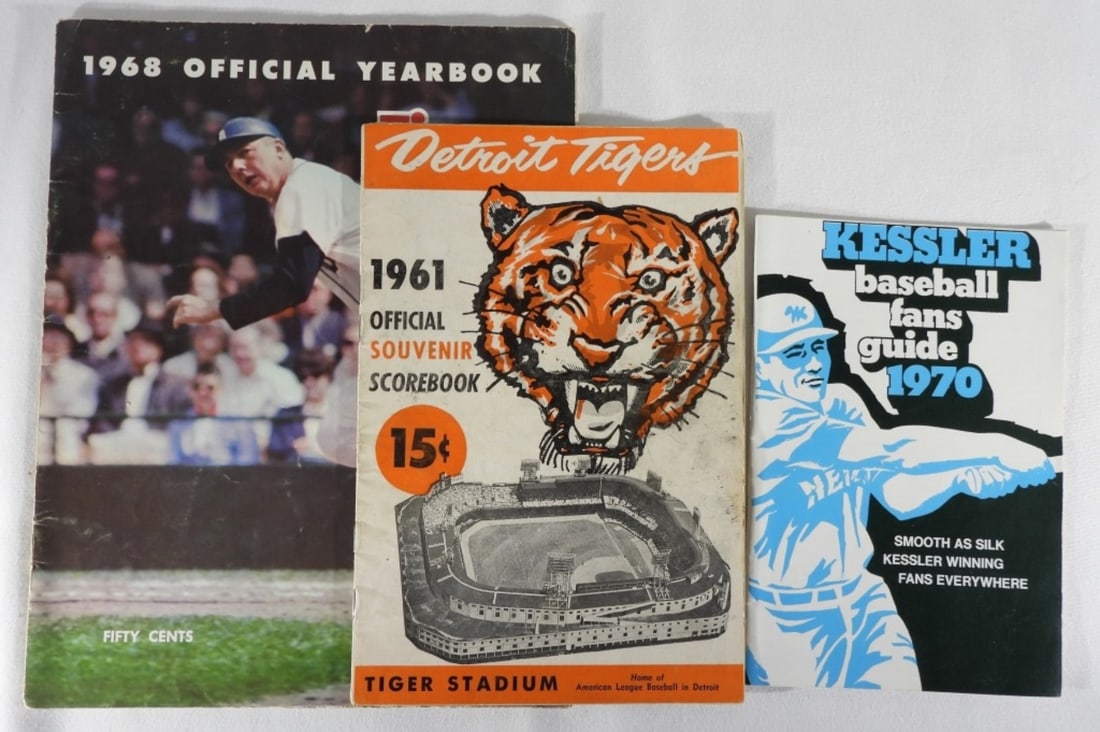 1968 OFFICIAL YEARBOOK
FIFTY CENTS
Detroit Tigers
1961
OFFICIAL
SOUVENIR
SCOREBOOK
15¢
TIGER STADIUM
Home of
American League Baseball in Detroit
KESSLER
baseball
fans
guide
1970
SMOOTH AS SILK
KESSLER WINNING
FANS EVERYWHERE